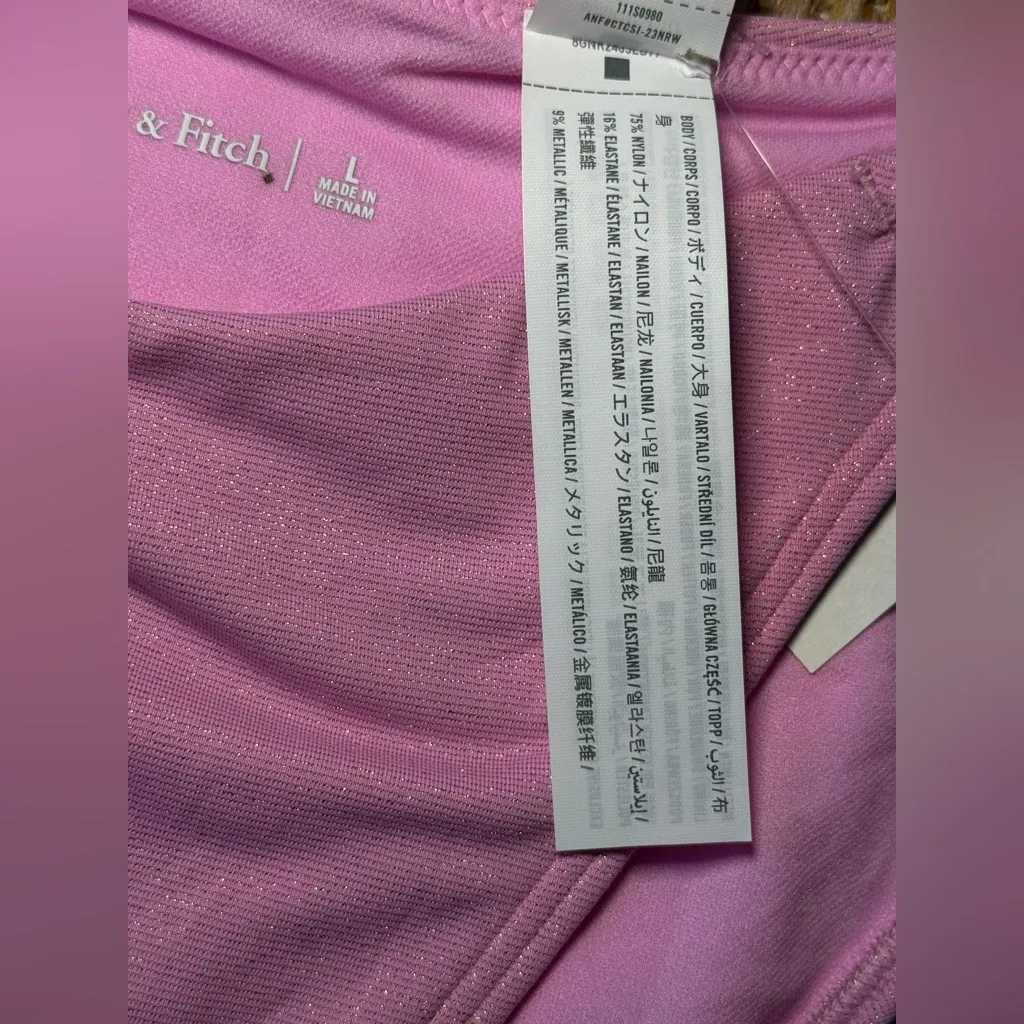 & Fitch
L
MADE IN
VIETNAM
111S0980
ANF#CTCSI-23NRW
BODY / CORPS / CORPO / ボディ / CUERPO / 大身 / VARTALO / STŘEDNÍ DÍL / 몸통 / GŁÓWNA CZĘŚĆ / TOPP / الثوب / 布
身
75% NYLON / ナイロン / NAILON / 尼龙 / NAILONIA / 나일론 / النايلون / 尼龍
16% ELASTANE / ÉLASTANE / ELASTAN / ELASTAAN / エラスタン / ELASTANO / 氨纶 / ELASTAANIA / 엘라스탄 / إيلاستين /
彈性纖維
9% METALLIC / MÉTALIQUE / METALLISK / METALLEN / METALLICA / メタリック / METÁLICO / 金属镀膜纤维 /